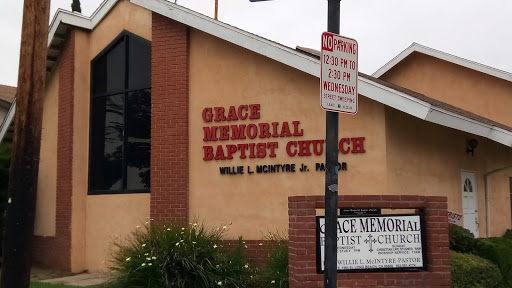 NO PARKING
12:30 PM TO
2:30 PM
WEDNESDAY
STREET SWEEPING
GRACE
MEMORIAL
BAPTIST CHURCH
WILLIE L. MCINTYRE Jr. PASTOR
GRACE MEMORIAL
BAPTIST CHURCH
WILLIE L. McINTYRE PASTOR